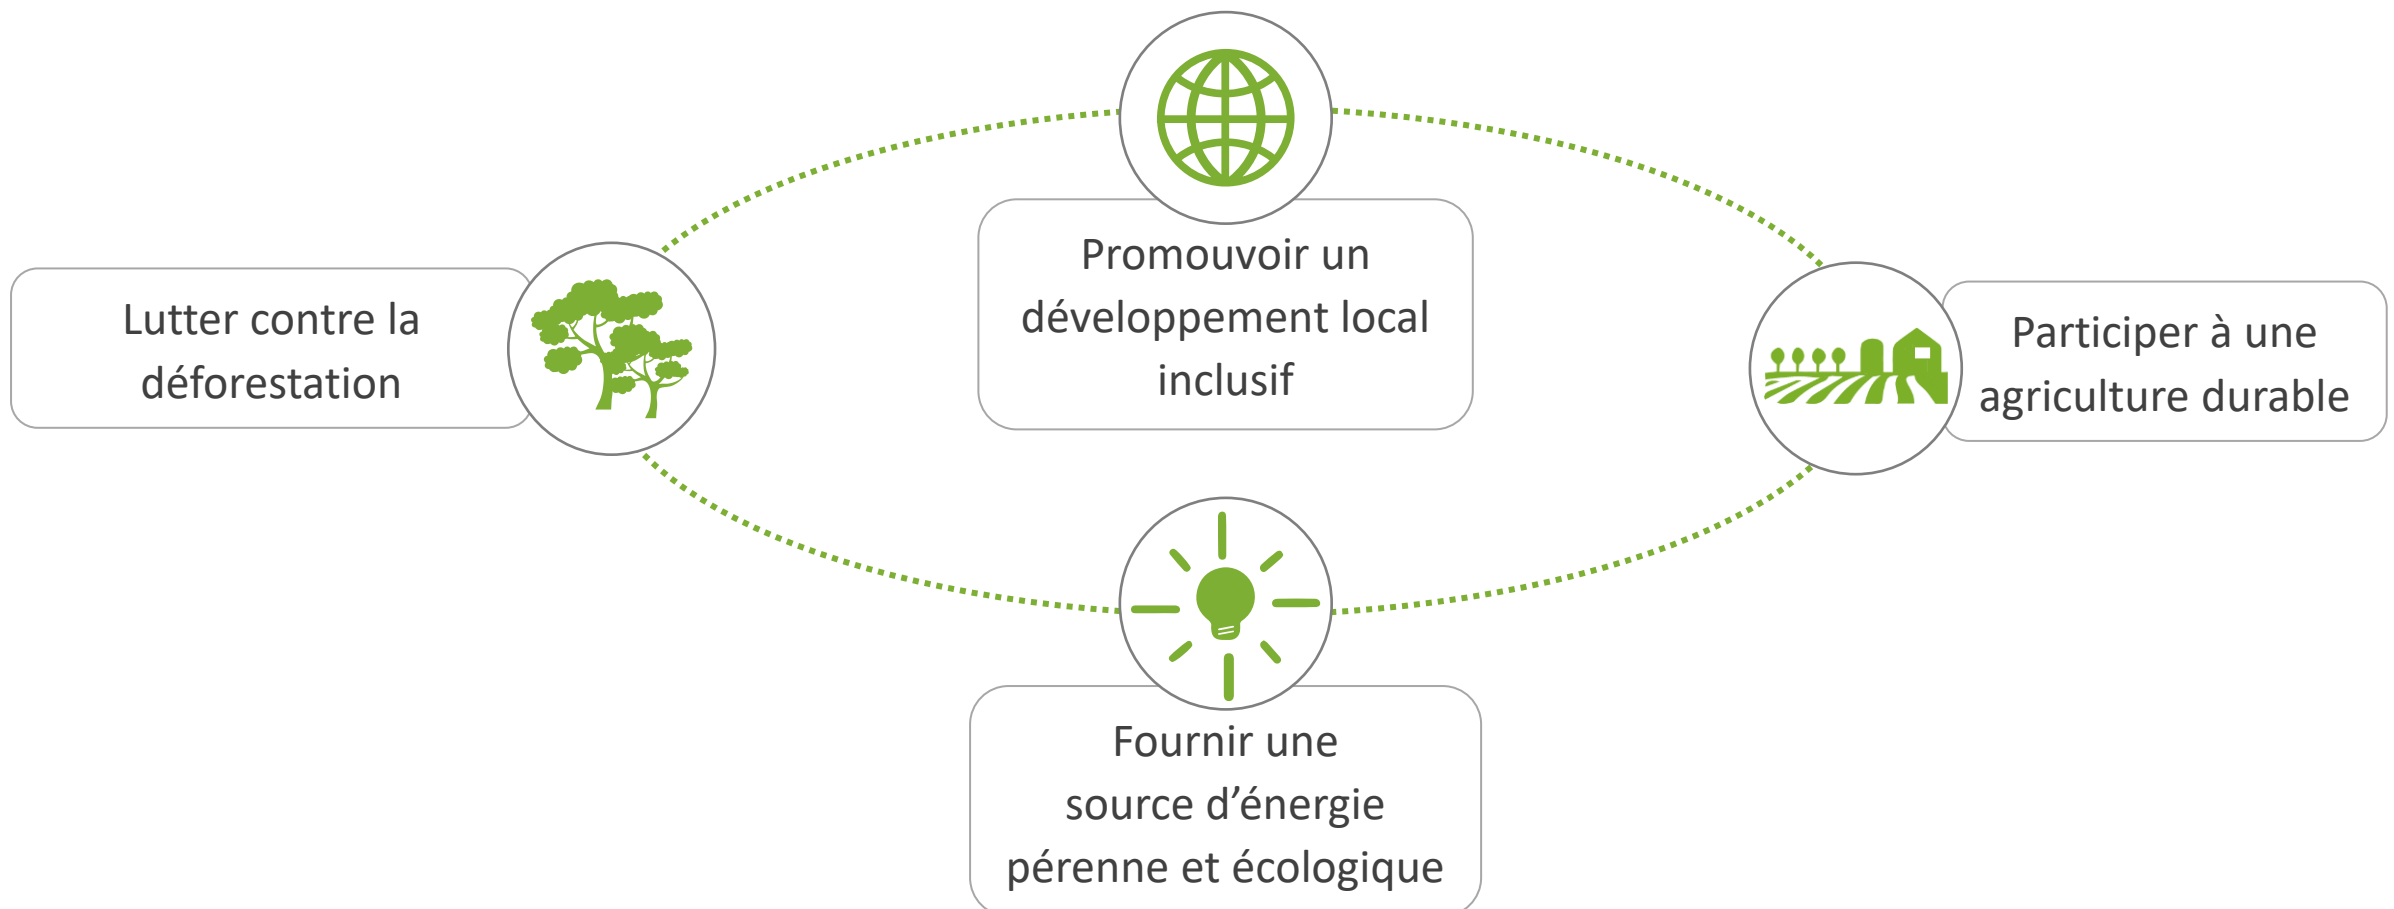 Promouvoir un
développement local
inclusif
Lutter contre la
déforestation
Participer à une
agriculture durable
Fournir une
source d’énergie
pérenne et écologique